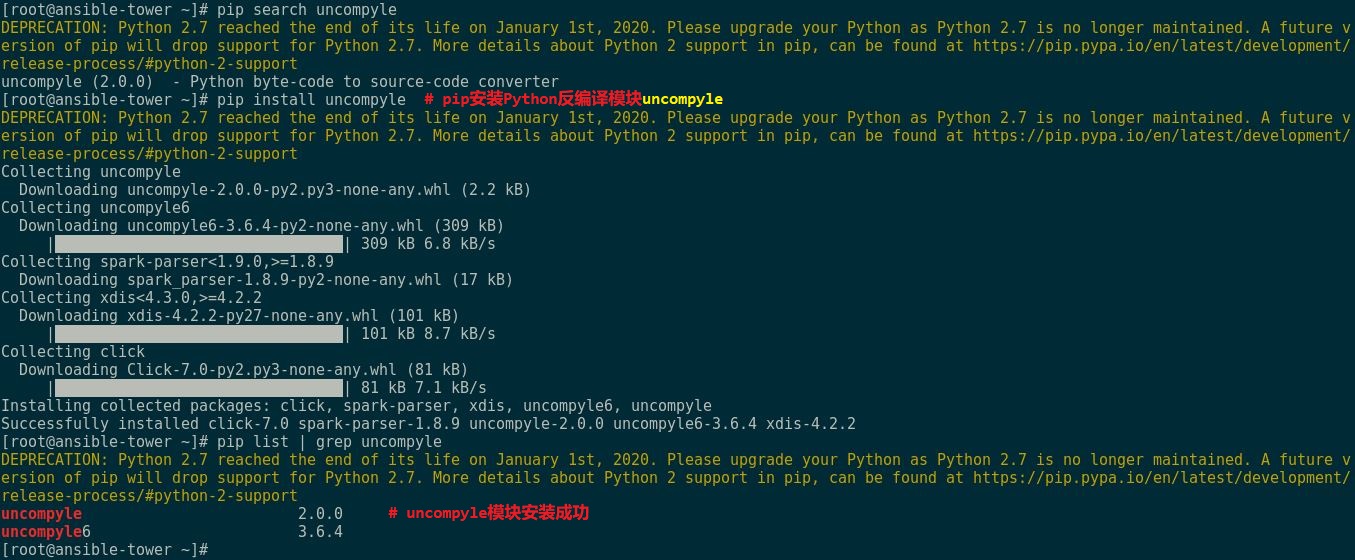 [root@ansible-tower ~]# pip search uncompyle
DEPRECATION: Python 2.7 reached the end of its life on January 1st, 2020. Please upgrade your Python as Python 2.7 is no longer maintained. A future v
ersion of pip will drop support for Python 2.7. More details about Python 2 support in pip, can be found at https://pip.pypa.io/en/latest/development/
release-process/#python-2-support
uncompyle (2.0.0)  - Python byte-code to source-code converter
[root@ansible-tower ~]# pip install uncompyle  # pip安装Python反编译模块uncompyle
DEPRECATION: Python 2.7 reached the end of its life on January 1st, 2020. Please upgrade your Python as Python 2.7 is no longer maintained. A future v
ersion of pip will drop support for Python 2.7. More details about Python 2 support in pip, can be found at https://pip.pypa.io/en/latest/development/
release-process/#python-2-support
Collecting uncompyle
  Downloading uncompyle-2.0.0-py2.py3-none-any.whl (2.2 kB)
Collecting uncompyle6
  Downloading uncompyle6-3.6.4-py2-none-any.whl (309 kB)
     |████████████████████████████████| 309 kB 6.8 kB/s
Collecting spark-parser<1.9.0,>=1.8.9
  Downloading spark_parser-1.8.9-py2-none-any.whl (17 kB)
Collecting xdis<4.3.0,>=4.2.2
  Downloading xdis-4.2.2-py27-none-any.whl (101 kB)
     |████████████████████████████████| 101 kB 8.7 kB/s
Collecting click
  Downloading Click-7.0-py2.py3-none-any.whl (81 kB)
     |████████████████████████████████| 81 kB 7.1 kB/s
Installing collected packages: click, spark-parser, xdis, uncompyle6, uncompyle
Successfully installed click-7.0 spark-parser-1.8.9 uncompyle-2.0.0 uncompyle6-3.6.4 xdis-4.2.2
[root@ansible-tower ~]# pip list | grep uncompyle
DEPRECATION: Python 2.7 reached the end of its life on January 1st, 2020. Please upgrade your Python as Python 2.7 is no longer maintained. A future v
ersion of pip will drop support for Python 2.7. More details about Python 2 support in pip, can be found at https://pip.pypa.io/en/latest/development/
release-process/#python-2-support
uncompyle                        2.0.0     # uncompyle模块安装成功
uncompyle6                       3.6.4
[root@ansible-tower ~]#